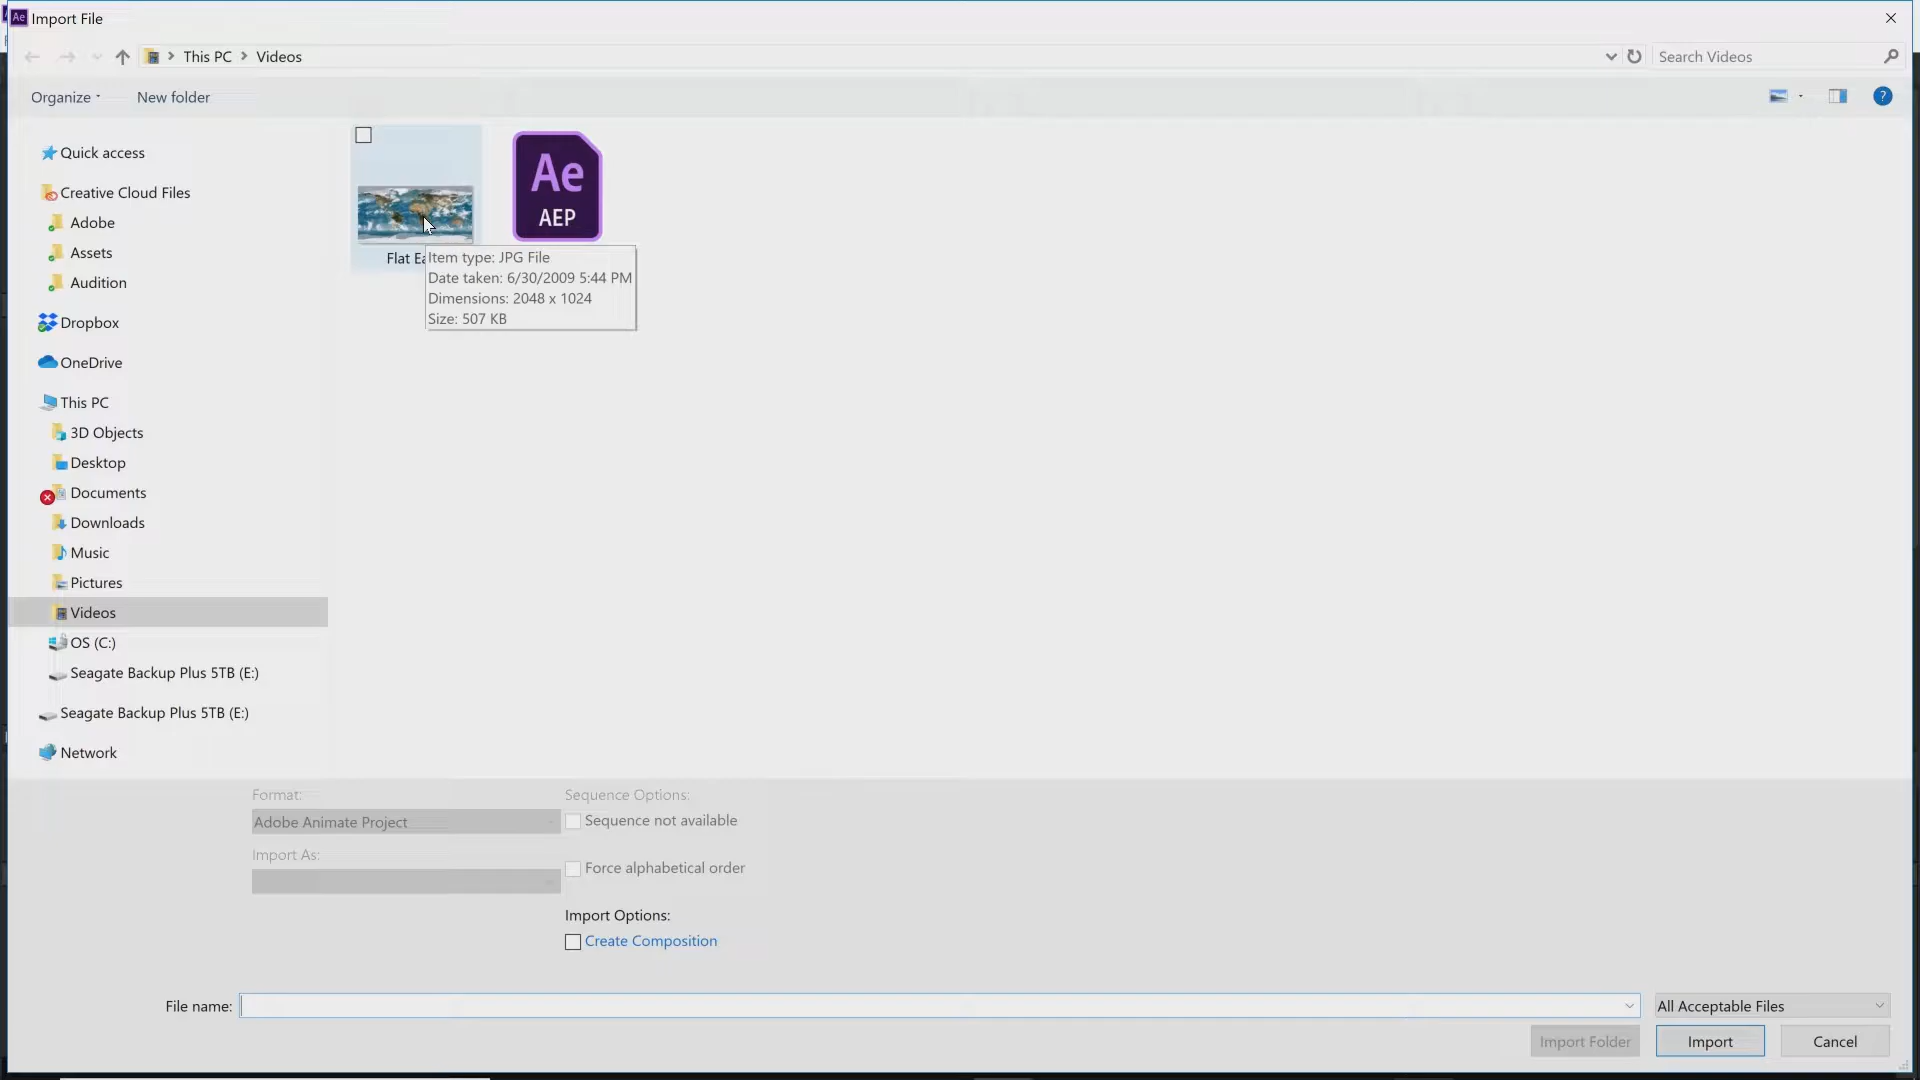 Ae Import File
This PC > Videos
Search Videos
Organize
New folder
?
Quick access
Creative Cloud Files
Adobe
Assets
Audition
Dropbox
OneDrive
This PC
3D Objects
Desktop
Documents
Downloads
Music
Pictures
Videos
OS (C:)
Seagate Backup Plus 5TB (E:)
Seagate Backup Plus 5TB (E:)
Network
Ae
AEP
Flat Ea
Item type: JPG File
Date taken: 6/30/2009 5:44 PM
Dimensions: 2048 x 1024
Size: 507 KB
Format:
Adobe Animate Project
Import As:
Sequence Options:
Sequence not available
Force alphabetical order
Import Options:
Create Composition
File name:
All Acceptable Files
Import Folder
Import
Cancel